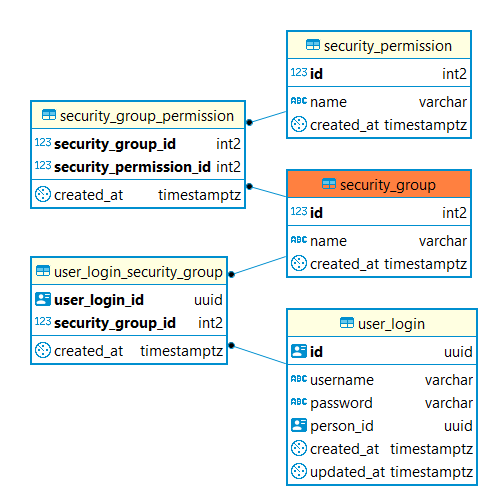 security_permission
123 id int2
ABC name varchar
created_at timestamptz
security_group_permission
123 security_group_id int2
123 security_permission_id int2
created_at timestamptz
security_group
123 id int2
ABC name varchar
created_at timestamptz
user_login_security_group
user_login_id uuid
123 security_group_id int2
created_at timestamptz
user_login
id uuid
ABC username varchar
ABC password varchar
person_id uuid
created_at timestamptz
updated_at timestamptz